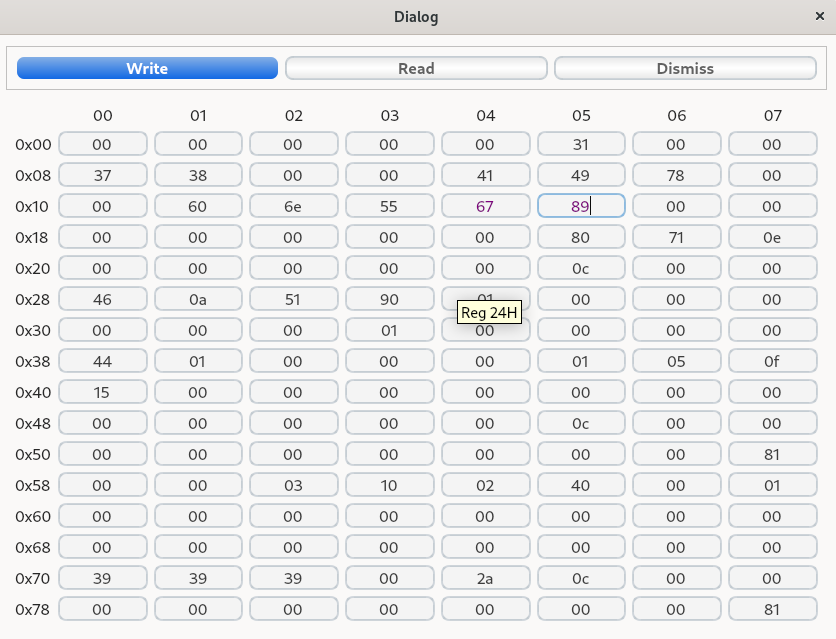 Dialog ×
Write Read Dismiss
00 01 02 03 04 05 06 07
0x00 00 00 00 00 00 31 00 00
0x08 37 38 00 00 41 49 78 00
0x10 00 60 6e 55 67 89 00 00
0x18 00 00 00 00 00 80 71 0e
0x20 00 00 00 00 00 0c 00 00
0x28 46 0a 51 90 01 00 00 00
Reg 24H
0x30 00 00 00 01 00 00 00 00
0x38 44 01 00 00 00 01 05 0f
0x40 15 00 00 00 00 00 00 00
0x48 00 00 00 00 00 0c 00 00
0x50 00 00 00 00 00 00 00 81
0x58 00 00 03 10 02 40 00 01
0x60 00 00 00 00 00 00 00 00
0x68 00 00 00 00 00 00 00 00
0x70 39 39 39 00 2a 0c 00 00
0x78 00 00 00 00 00 00 00 81